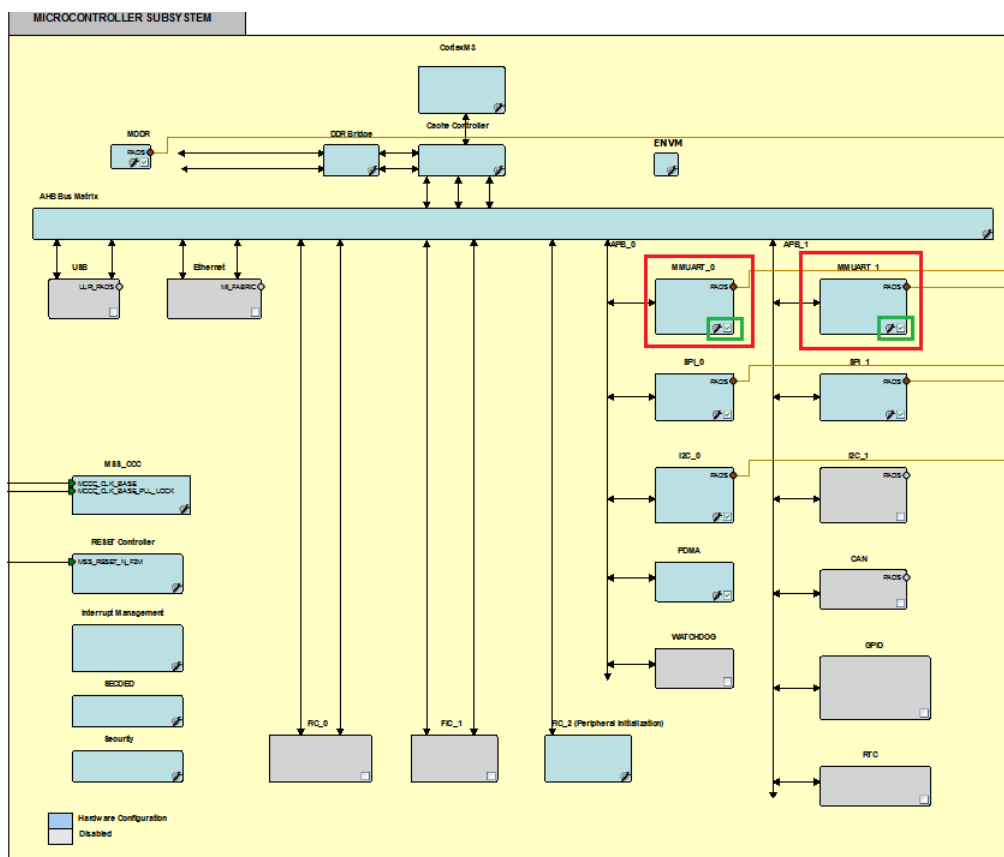 MICROCONTROLLER SUBSYSTEM
CortexM3
MDDR
PADS
DDR Bridge
Cache Controller
ENVM
AHB Bus Matrix
APB_0
APB_1
USB
ULPI_PADS
Ethernet
MII_FABRIC
MMUART_0
PADS
MMUART_1
PADS
SPI_0
PADS
SPI_1
PADS
MSS_CCC
MCCC_CLK_BASE
MCCC_CLK_BASE_PLL_LOCK
I2C_0
PADS
I2C_1
PADS
RESET Controller
MSS_RESET_N_F2M
PDMA
CAN
PADS
Interrupt Management
WATCHDOG
GPIO
SECDED
Security
FIC_0
FIC_1
FIC_2 (Peripheral Initialization)
RTC
Hardware Configuration
Disabled